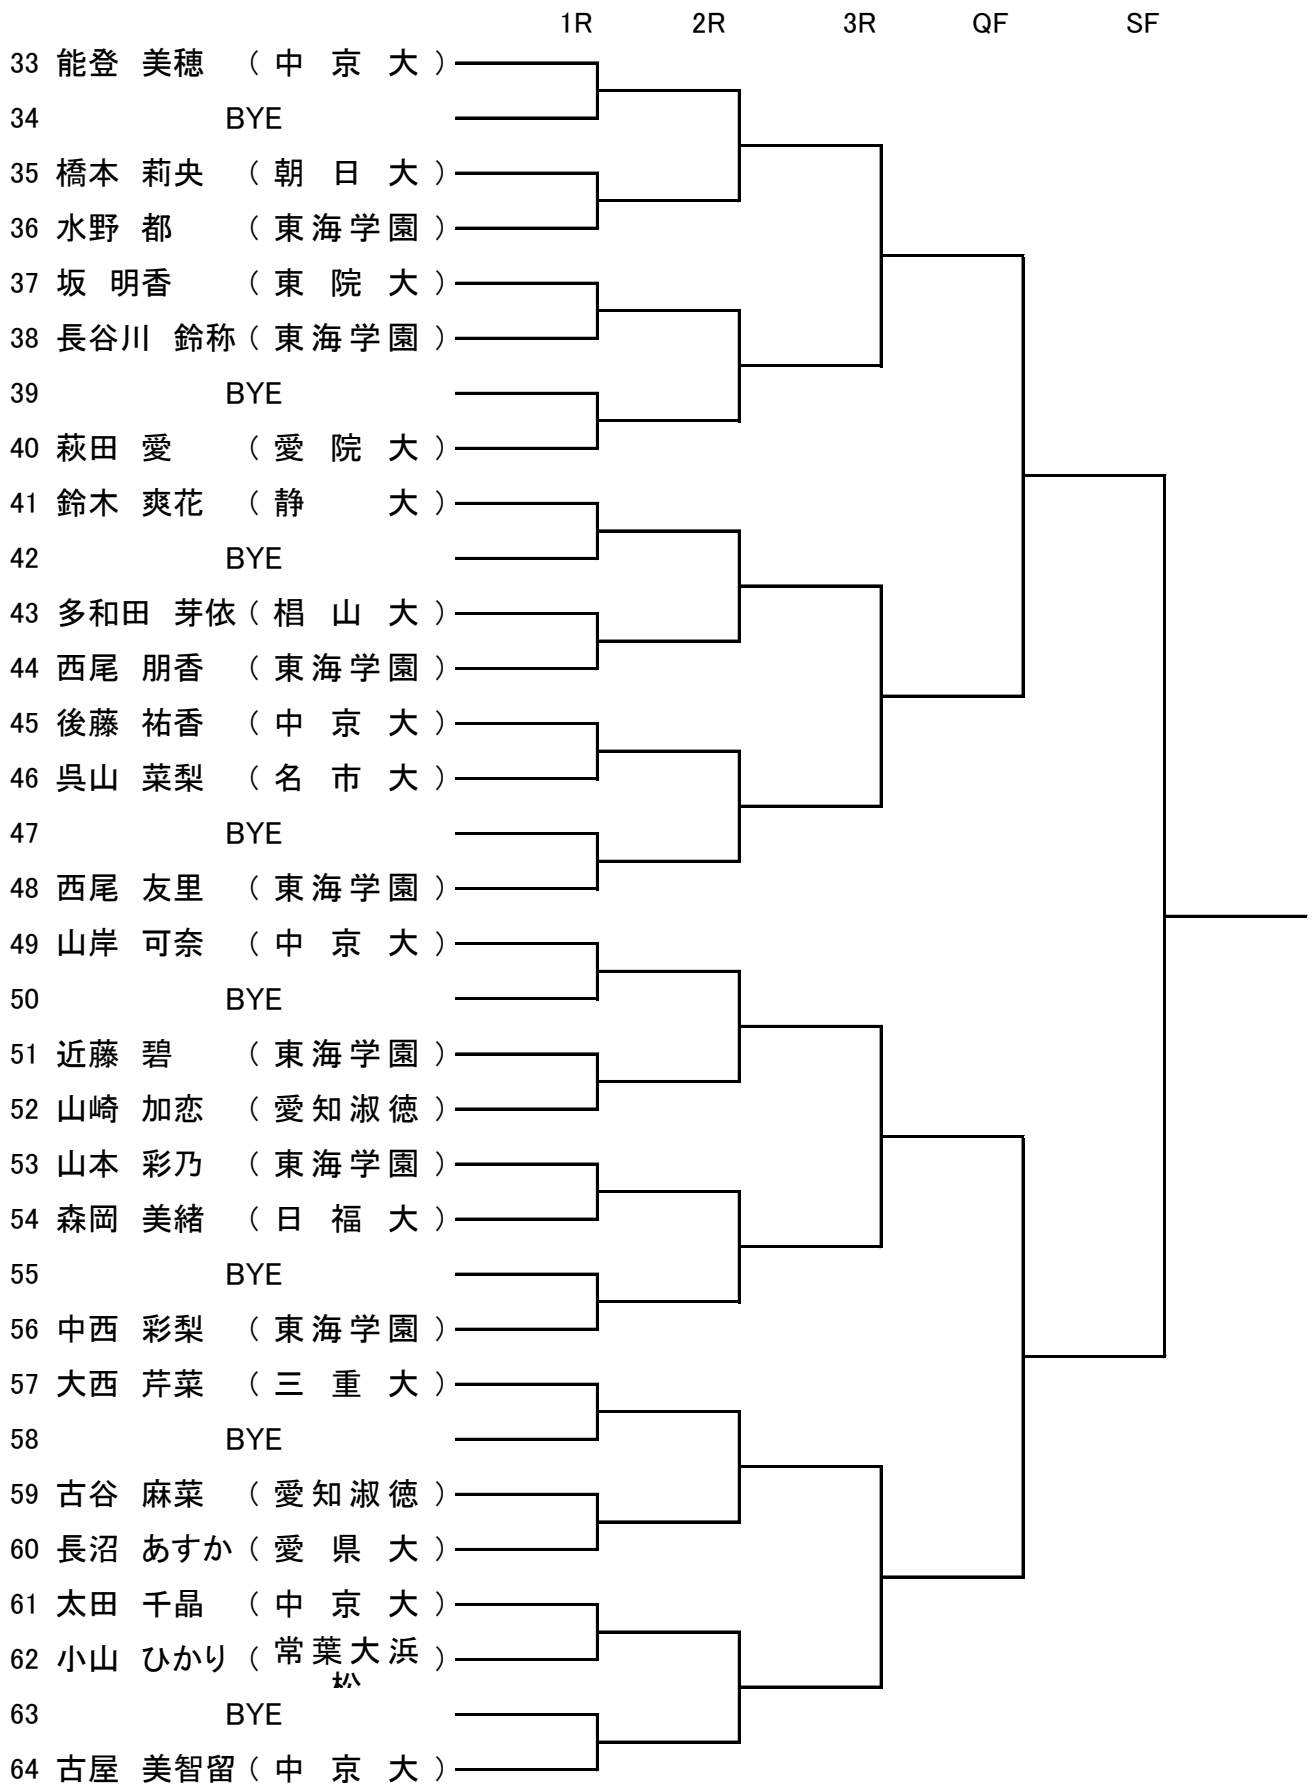 1R 2R 3R QF SF
33 能登 美穂 (中京大)
34 BYE
35 橋本 莉央 (朝日大)
36 水野 都 (東海学園)
37 坂 明香 (東院大)
38 長谷川 鈴称 (東海学園)
39 BYE
40 萩田 愛 (愛院大)
41 鈴木 爽花 (静大)
42 BYE
43 多和田 芽依 (椙山大)
44 西尾 朋香 (東海学園)
45 後藤 祐香 (中京大)
46 呉山 菜梨 (名市大)
47 BYE
48 西尾 友里 (東海学園)
49 山岸 可奈 (中京大)
50 BYE
51 近藤 碧 (東海学園)
52 山崎 加恋 (愛知淑徳)
53 山本 彩乃 (東海学園)
54 森岡 美緒 (日福大)
55 BYE
56 中西 彩梨 (東海学園)
57 大西 芹菜 (三重大)
58 BYE
59 古谷 麻菜 (愛知淑徳)
60 長沼 あすか (愛県大)
61 太田 千晶 (中京大)
62 小山 ひかり (常葉大浜松)
63 BYE
64 古屋 美智留 (中京大)